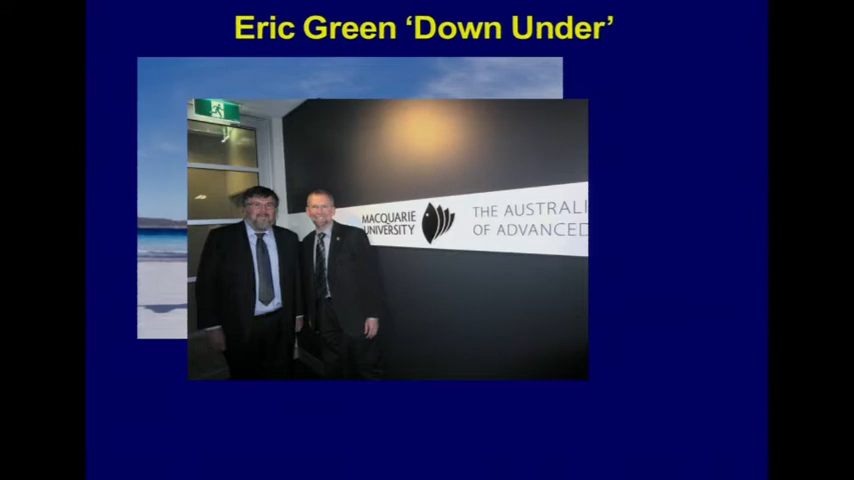 Eric Green ‘Down Under’
MACQUARIE
UNIVERSITY
THE AUSTRALI
OF ADVANCED